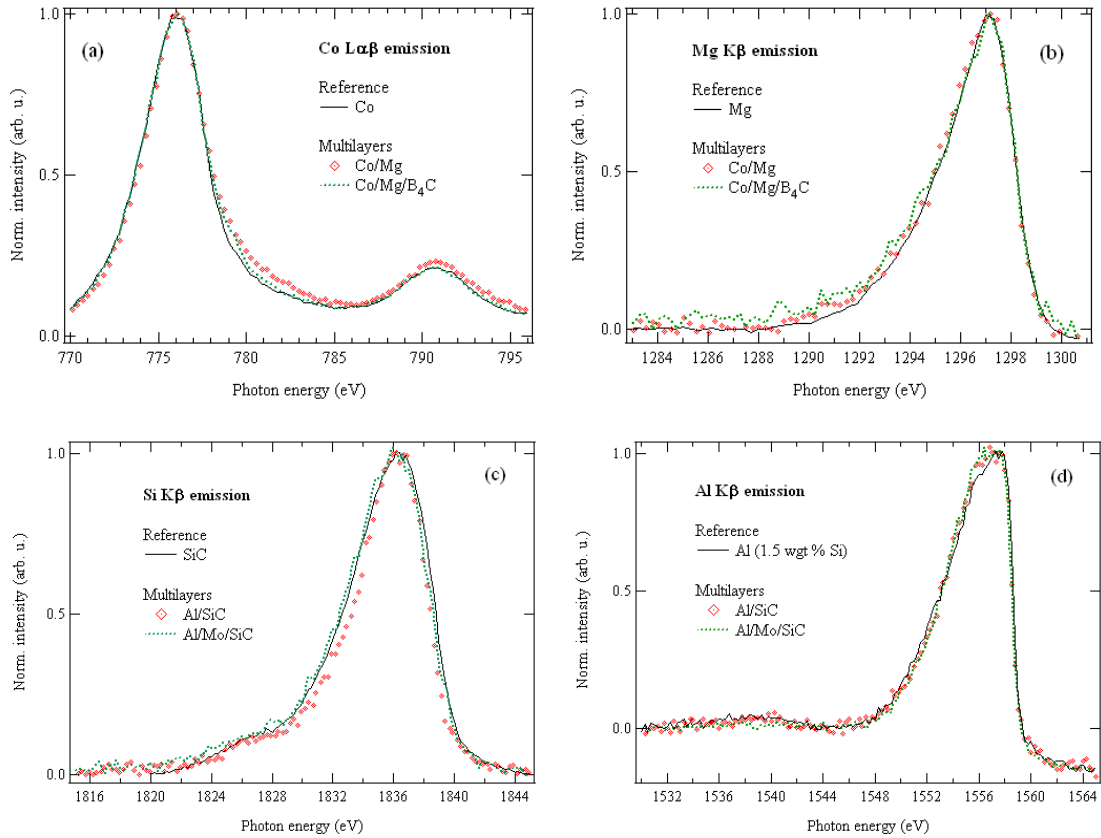 (a)
Co Lαβ emission
Reference
Co
Multilayers
Co/Mg
Co/Mg/B₄C
Norm. intensity (arb. u.)
1.0
0.5
0.0
770 775 780 785 790 795
Photon energy (eV)
(b)
Mg Kβ emission
Reference
Mg
Multilayers
Co/Mg
Co/Mg/B₄C
Norm. intensity (arb. u.)
1.0
0.5
0.0
1284 1286 1288 1290 1292 1294 1296 1298 1300
Photon energy (eV)
(c)
Si Kβ emission
Reference
SiC
Multilayers
Al/SiC
Al/Mo/SiC
Norm. intensity (arb. u.)
1.0
0.5
0.0
1816 1820 1824 1828 1832 1836 1840 1844
Photon energy (eV)
(d)
Al Kβ emission
Reference
Al (1.5 wgt % Si)
Multilayers
Al/SiC
Al/Mo/SiC
Norm. intensity (arb. u.)
1.0
0.5
0.0
1532 1536 1540 1544 1548 1552 1556 1560 1564
Photon energy (eV)